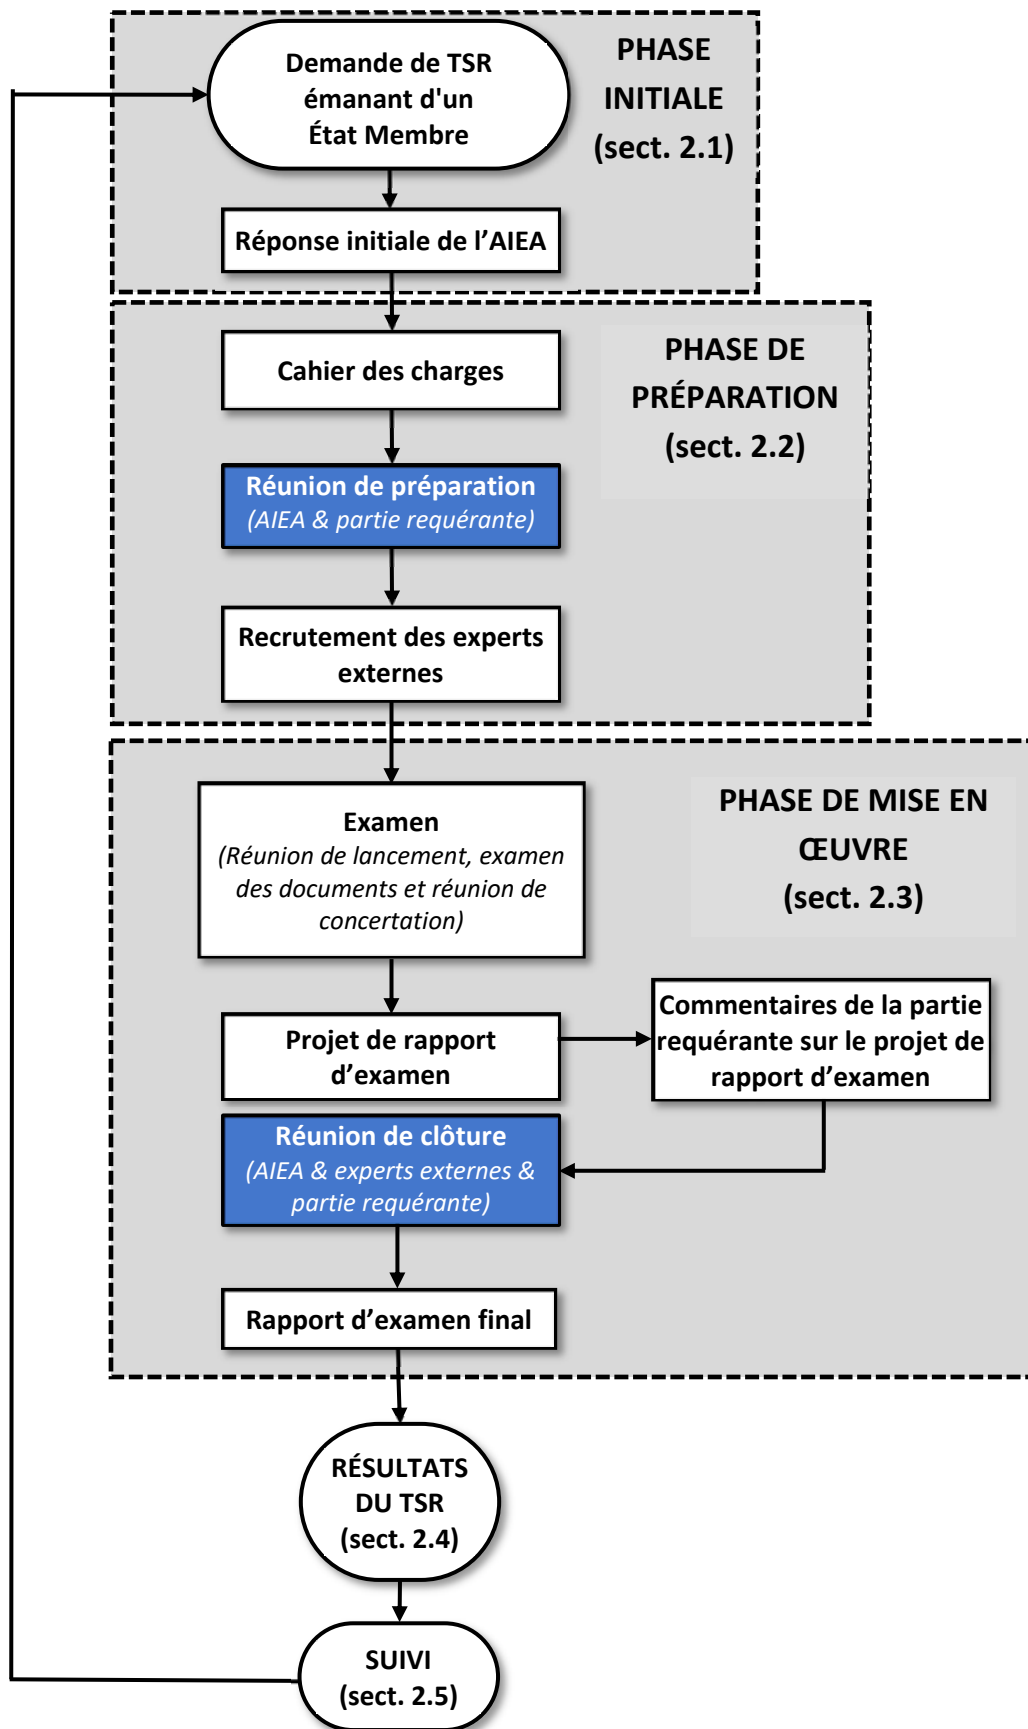 Demande de TSR
émanant d'un
État Membre
PHASE
INITIALE
(sect. 2.1)
Réponse initiale de l’AIEA
Cahier des charges
PHASE DE
PRÉPARATION
(sect. 2.2)
Réunion de préparation
(AIEA & partie requérante)
Recrutement des experts
externes
PHASE DE MISE EN
ŒUVRE
(sect. 2.3)
Examen
(Réunion de lancement, examen
des documents et réunion de
concertation)
Projet de rapport
d’examen
Commentaires de la partie
requérante sur le projet de
rapport d’examen
Réunion de clôture
(AIEA & experts externes &
partie requérante)
Rapport d’examen final
RÉSULTATS
DU TSR
(sect. 2.4)
SUIVI
(sect. 2.5)